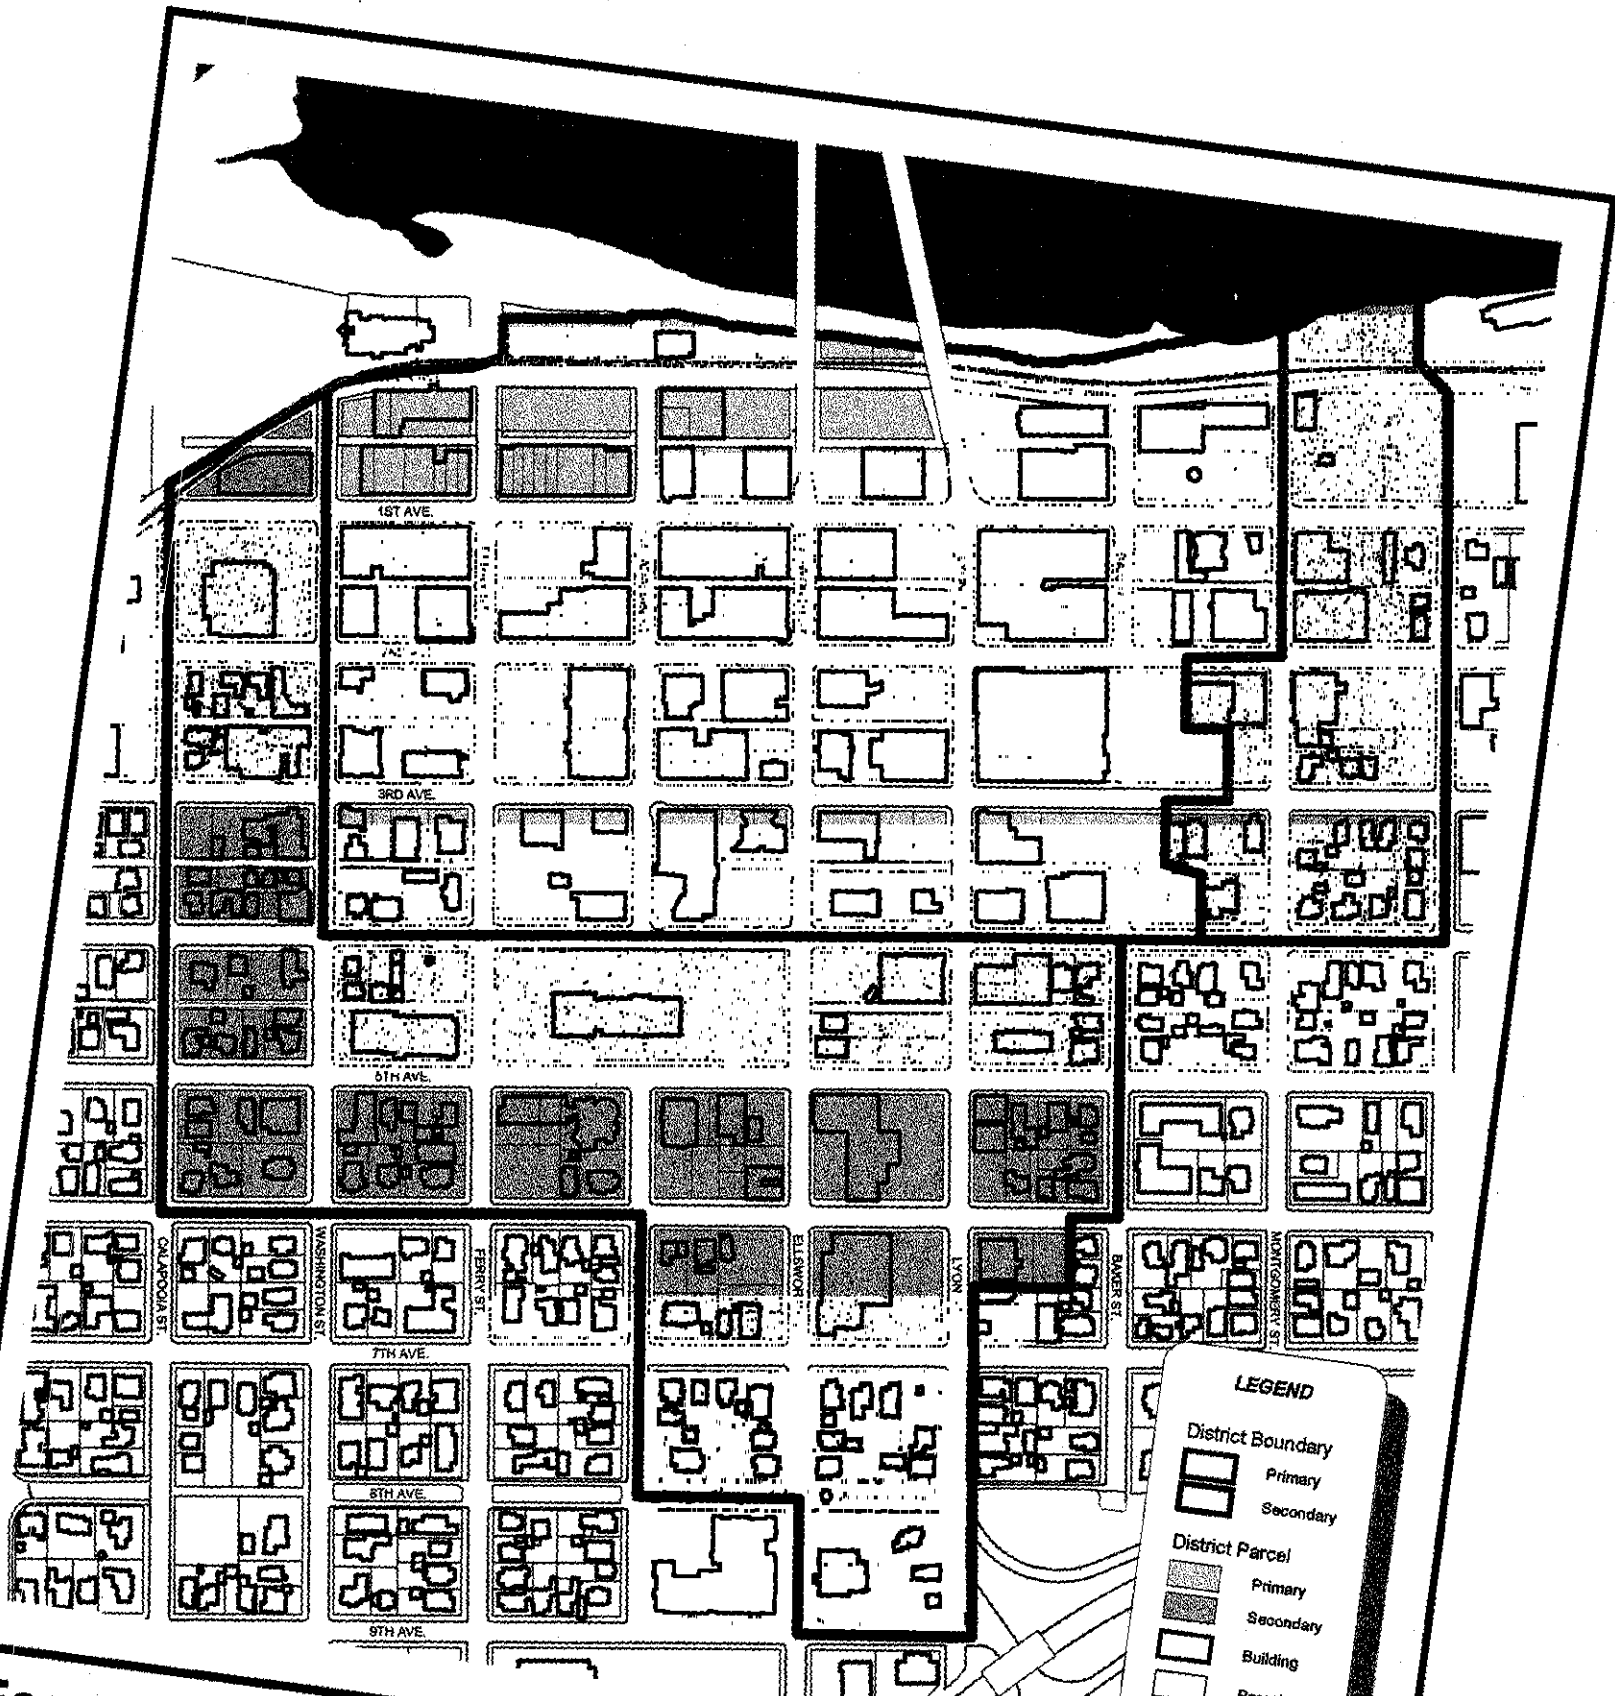 1ST AVE.
3RD AVE.
5TH AVE.
CALAPOOIA ST.
WASHINGTON ST.
FERRY ST.
ELLSWOR
LYON
BAKER ST.
MONTGOMERY ST.
7TH AVE.
8TH AVE.
9TH AVE.
LEGEND
District Boundary
Primary
Secondary
District Parcel
Primary
Secondary
Building